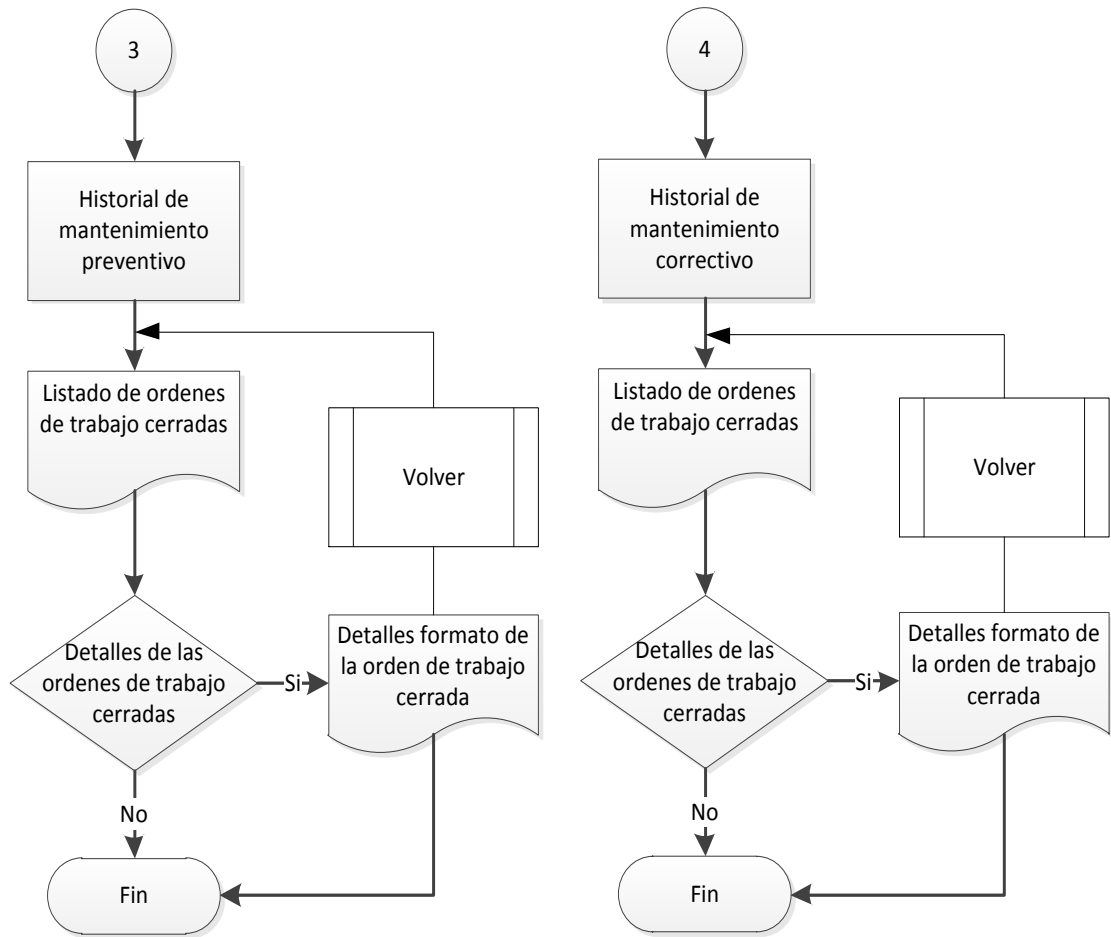 3
Historial de
mantenimiento
preventivo
Listado de ordenes
de trabajo cerradas
Volver
Detalles de las
ordenes de trabajo
cerradas
Si
Detalles formato de
la orden de trabajo
cerrada
No
Fin
4
Historial de
mantenimiento
correctivo
Listado de ordenes
de trabajo cerradas
Volver
Detalles de las
ordenes de trabajo
cerradas
Si
Detalles formato de
la orden de trabajo
cerrada
No
Fin